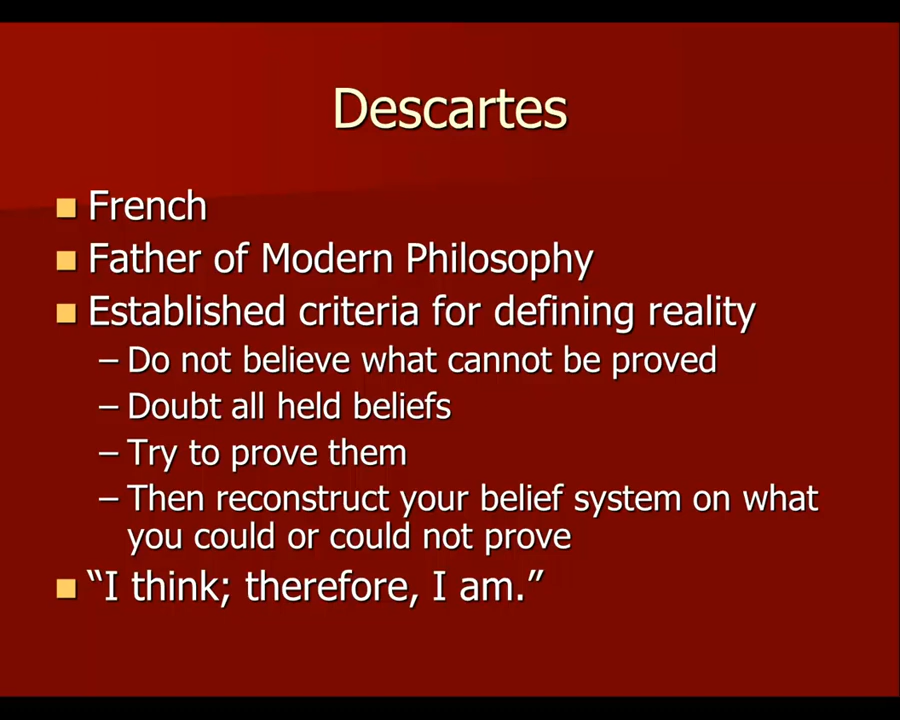 Descartes
French
Father of Modern Philosophy
Established criteria for defining reality
– Do not believe what cannot be proved
– Doubt all held beliefs
– Try to prove them
– Then reconstruct your belief system on what
you could or could not prove
“I think; therefore, I am.”